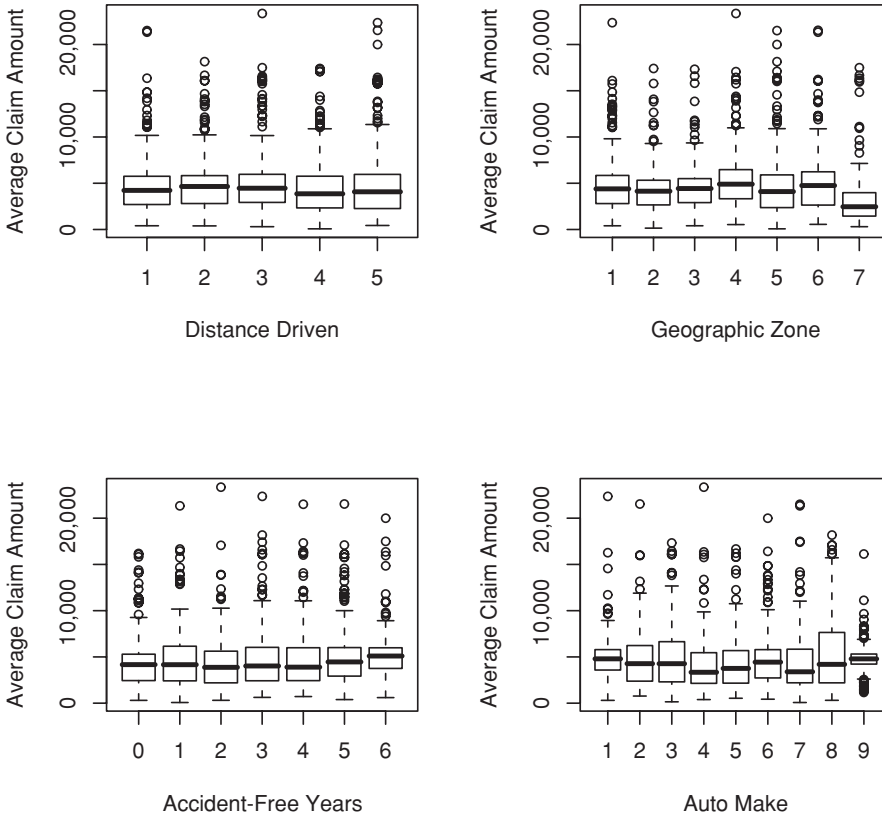 Average Claim Amount
20,000
10,000
0
1 2 3 4 5
Distance Driven
Average Claim Amount
20,000
10,000
0
1 2 3 4 5 6 7
Geographic Zone
Average Claim Amount
20,000
10,000
0
0 1 2 3 4 5 6
Accident-Free Years
Average Claim Amount
20,000
10,000
0
1 2 3 4 5 6 7 8 9
Auto Make